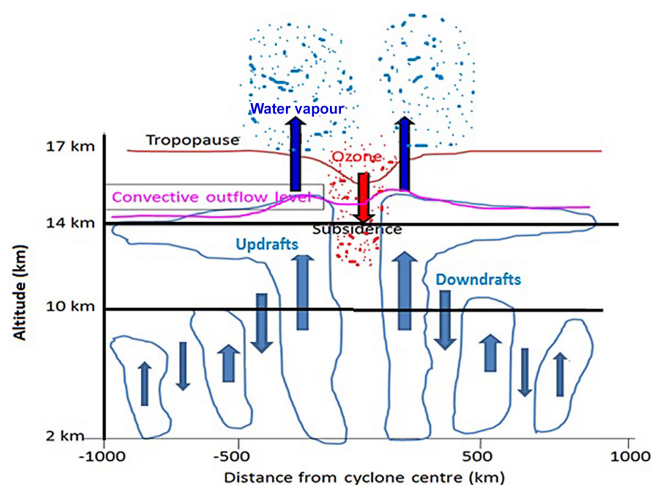 Water vapour
17 km
Tropopause
Ozone
Convective outflow level
14 km
Subsidence
Updrafts
Downdrafts
10 km
Altitude (km)
2 km
-1000
-500
500
1000
Distance from cyclone centre (km)